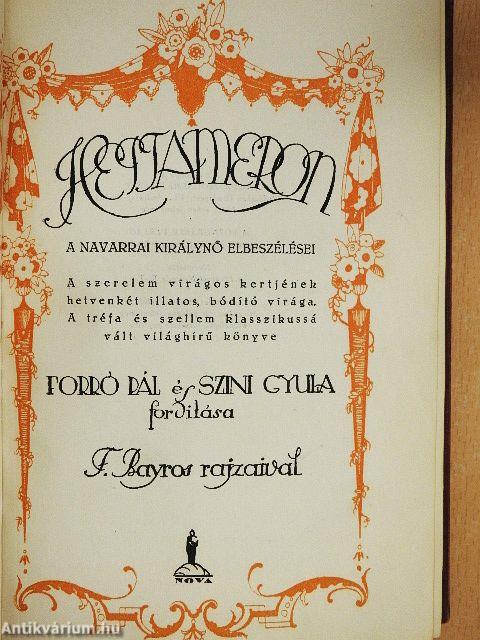 HEPTAMERON
A NAVARRAI KIRÁLYNŐ ELBESZÉLÉSEI
A szerelem virágos kertjének
hetvenkét illatos, bódító virága.
A tréfa és szellem klasszikussá
vált világhírű könyve
FORRÓ PÁL és SZINI GYULA
fordítása
F. Bayros rajzaival
NOVA
Antikvárium.hu